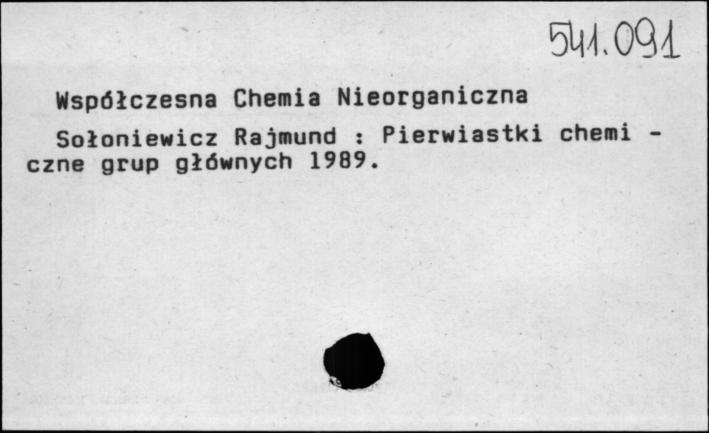 541.091
Współczesna Chemia Nieorganiczna
Sołoniewicz Rajmund : Pierwiastki chemi -
czne grup głównych 1989.